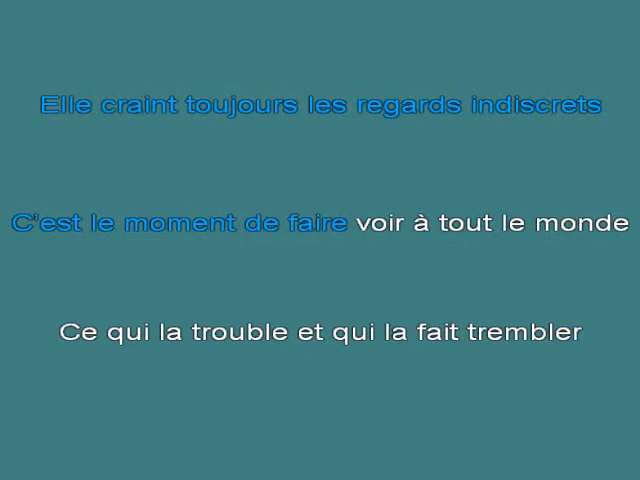 Elle craint toujours les regards indiscrets
C'est le moment de faire voir à tout le monde
Ce qui la trouble et qui la fait trembler